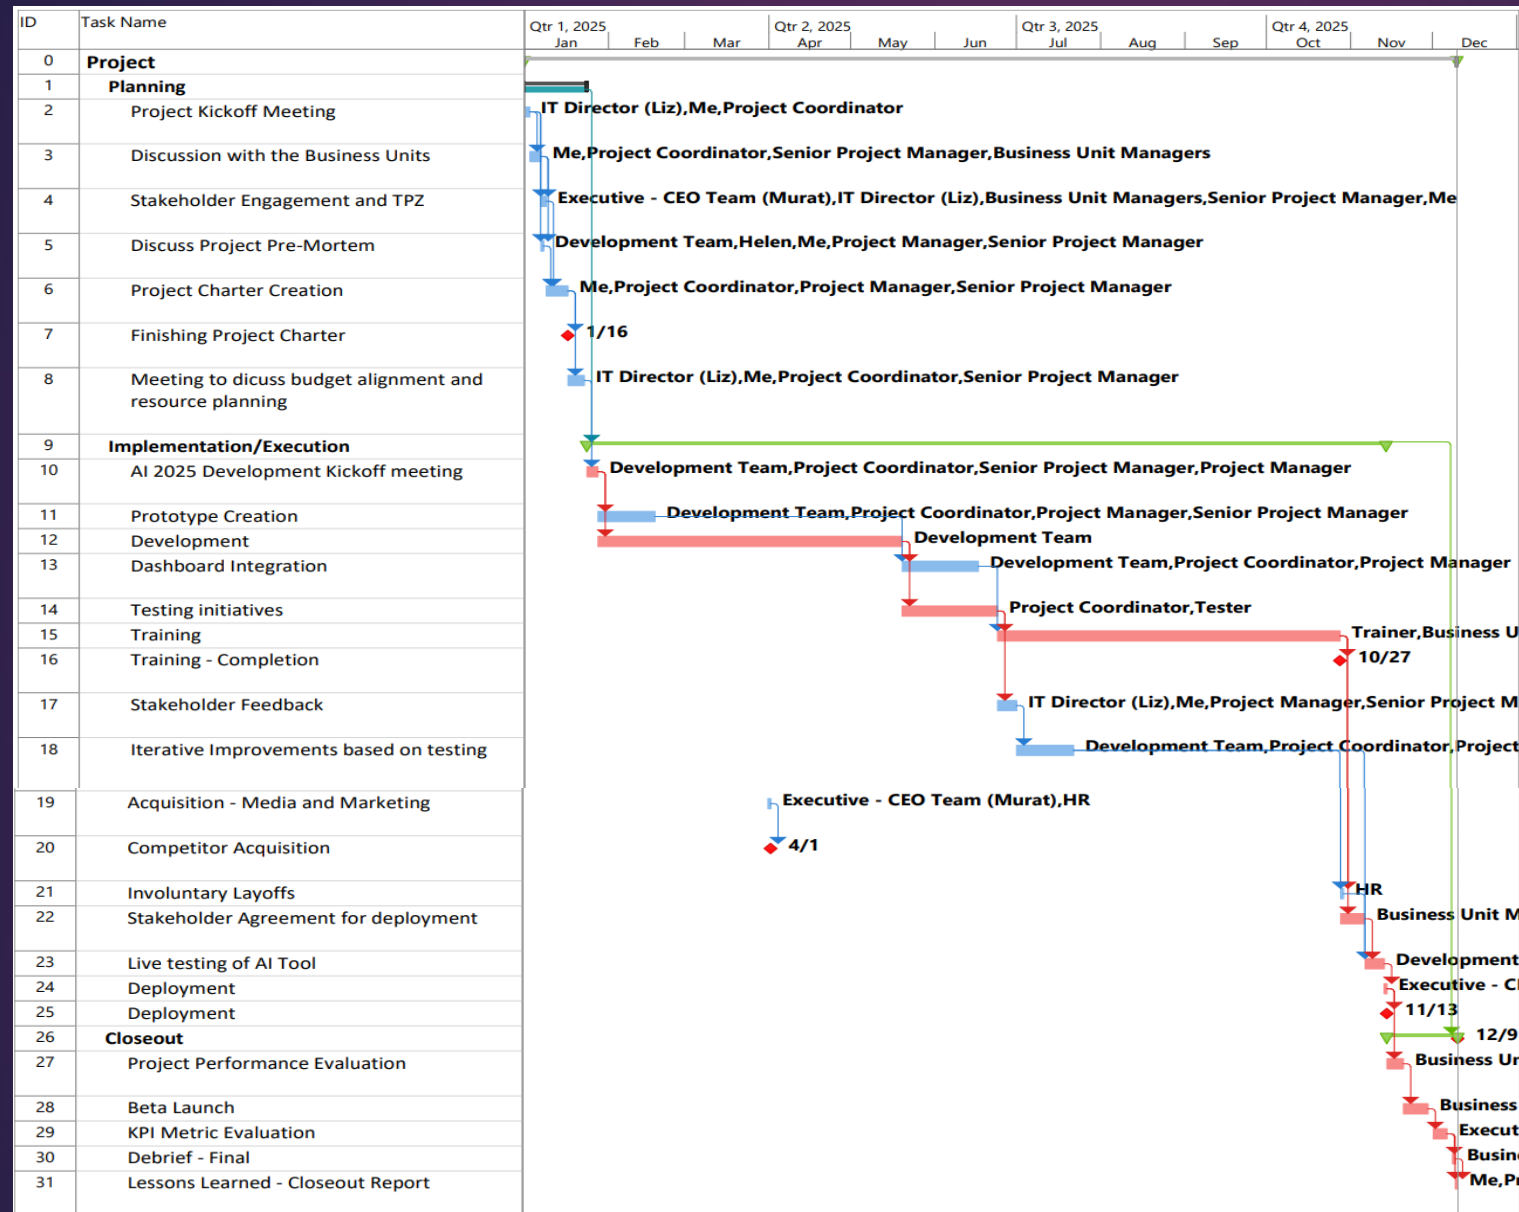 ID Task Name Qtr 1, 2025 Qtr 2, 2025 Qtr 3, 2025 Qtr 4, 2025
Jan Feb Mar Apr May Jun Jul Aug Sep Oct Nov Dec
0 Project
1 Planning
2 Project Kickoff Meeting IT Director (Liz),Me,Project Coordinator
3 Discussion with the Business Units Me,Project Coordinator,Senior Project Manager,Business Unit Managers
4 Stakeholder Engagement and TPZ Executive - CEO Team (Murat),IT Director (Liz),Business Unit Managers,Senior Project Manager,Me
5 Discuss Project Pre-Mortem Development Team,Helen,Me,Project Manager,Senior Project Manager
6 Project Charter Creation Me,Project Coordinator,Project Manager,Senior Project Manager
7 Finishing Project Charter 1/16
8 Meeting to dicuss budget alignment and IT Director (Liz),Me,Project Coordinator,Senior Project Manager
resource planning
9 Implementation/Execution
10 AI 2025 Development Kickoff meeting Development Team,Project Coordinator,Senior Project Manager,Project Manager
11 Prototype Creation Development Team,Project Coordinator,Project Manager,Senior Project Manager
12 Development Development Team
13 Dashboard Integration Development Team,Project Coordinator,Project Manager
14 Testing initiatives Project Coordinator,Tester
15 Training Trainer,Business U
16 Training - Completion 10/27
17 Stakeholder Feedback IT Director (Liz),Me,Project Manager,Senior Project M
18 Iterative Improvements based on testing Development Team,Project Coordinator,Project
19 Acquisition - Media and Marketing Executive - CEO Team (Murat),HR
20 Competitor Acquisition 4/1
21 Involuntary Layoffs HR
22 Stakeholder Agreement for deployment Business Unit M
23 Live testing of AI Tool Development
24 Deployment Executive - C
25 Deployment 11/13
26 Closeout 12/9
27 Project Performance Evaluation Business Un
28 Beta Launch Business
29 KPI Metric Evaluation Execut
30 Debrief - Final Busin
31 Lessons Learned - Closeout Report Me,P